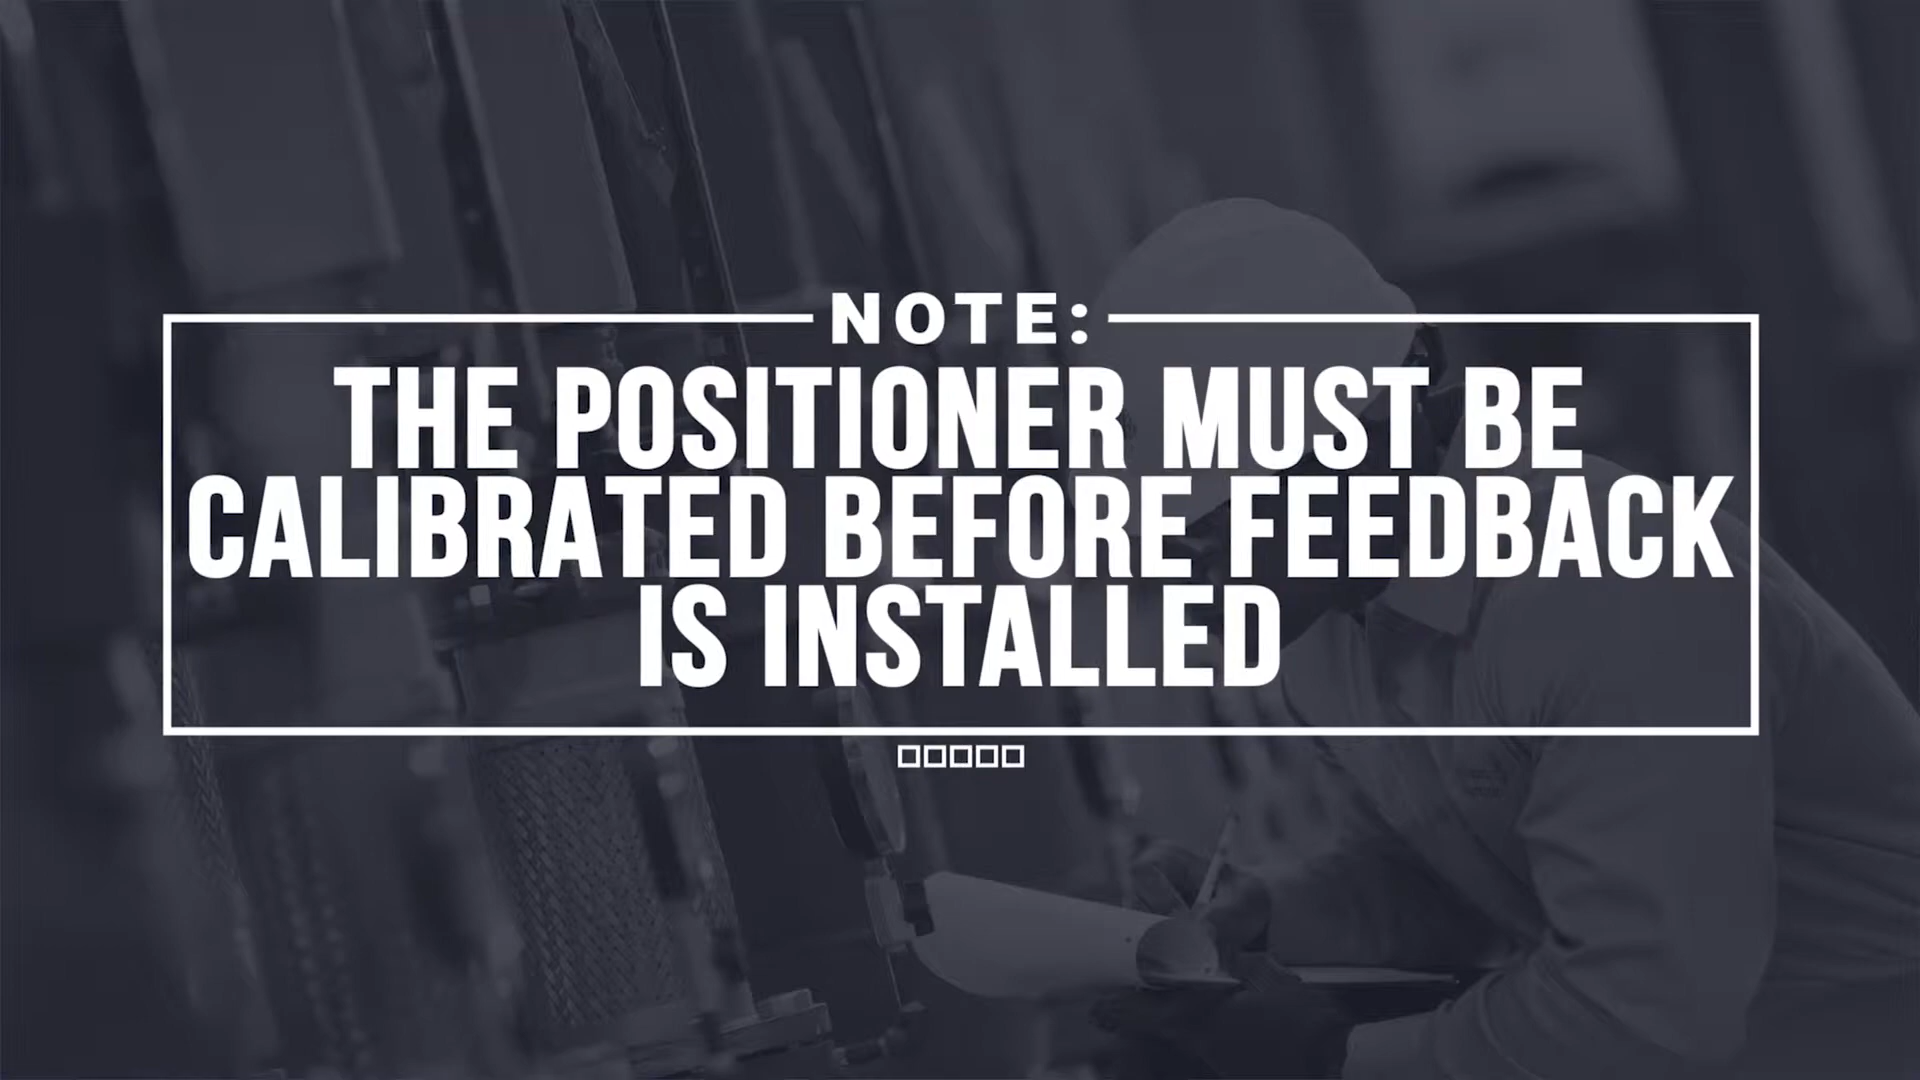 NOTE:
THE POSITIONER MUST BE
CALIBRATED BEFORE FEEDBACK
IS INSTALLED